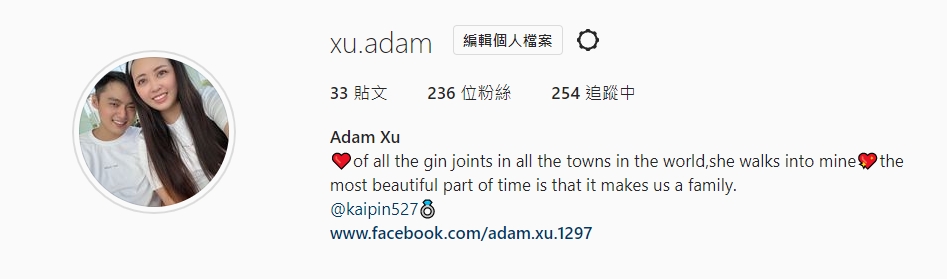 xu.adam 編輯個人檔案
33 貼文 236 位粉絲 254 追蹤中
Adam Xu
❤️of all the gin joints in all the towns in the world,she walks into mine💖the
most beautiful part of time is that it makes us a family.
@kaipin527💍
www.facebook.com/adam.xu.1297